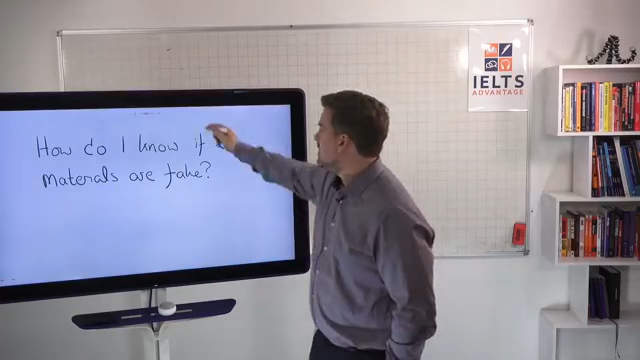 How do I know if
materials are fake?
IELTS
ADVANTAGE